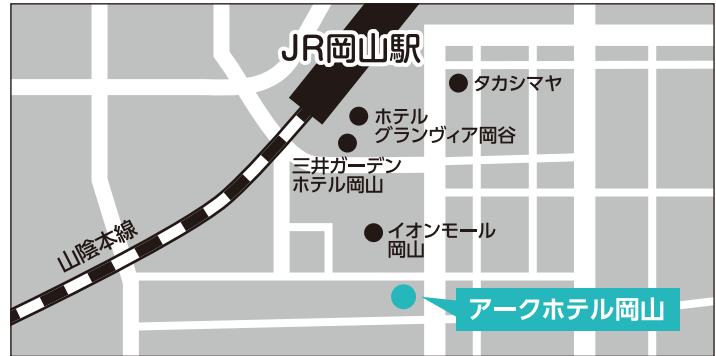 JR岡山駅
タカシマヤ
ホテル
グランヴィア岡谷
三井ガーデン
ホテル岡山
イオンモール
岡山
山陰本線
アークホテル岡山